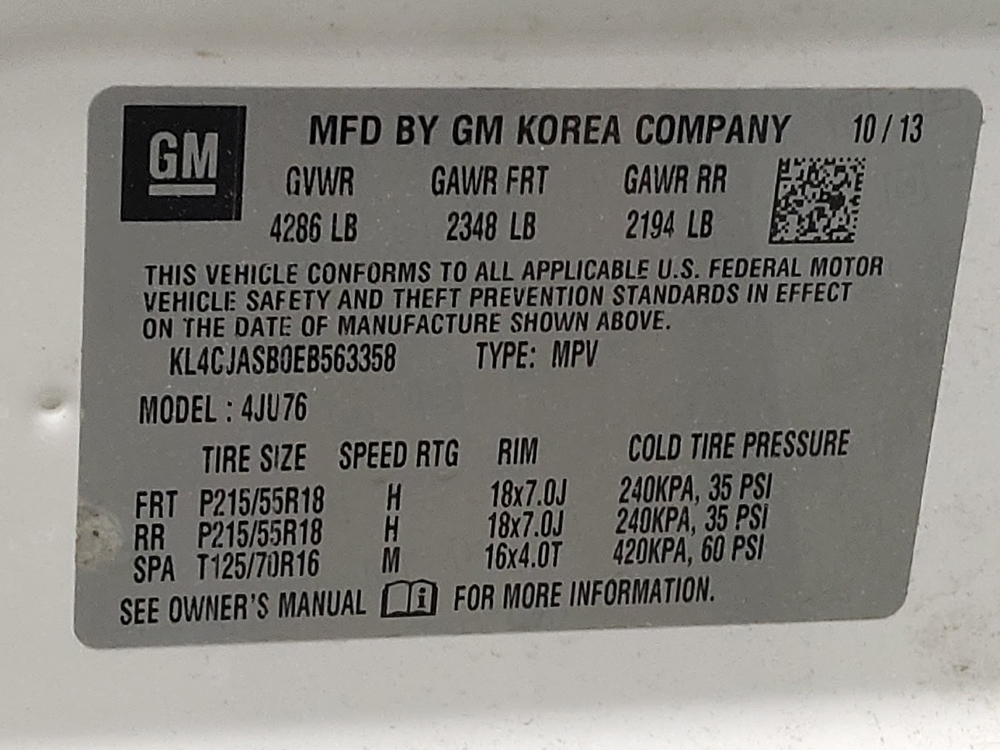 GM
MFD BY GM KOREA COMPANY 10 / 13
GVWR GAWR FRT GAWR RR
4286 LB 2348 LB 2194 LB
THIS VEHICLE CONFORMS TO ALL APPLICABLE U.S. FEDERAL MOTOR
VEHICLE SAFETY AND THEFT PREVENTION STANDARDS IN EFFECT
ON THE DATE OF MANUFACTURE SHOWN ABOVE.
KL4CJASB0EB563358 TYPE: MPV
MODEL : 4JU76
TIRE SIZE SPEED RTG RIM COLD TIRE PRESSURE
FRT P215/55R18 H 18x7.0J 240KPA, 35 PSI
RR P215/55R18 H 18x7.0J 240KPA, 35 PSI
SPA T125/70R16 M 16x4.0T 420KPA, 60 PSI
SEE OWNER'S MANUAL i FOR MORE INFORMATION.